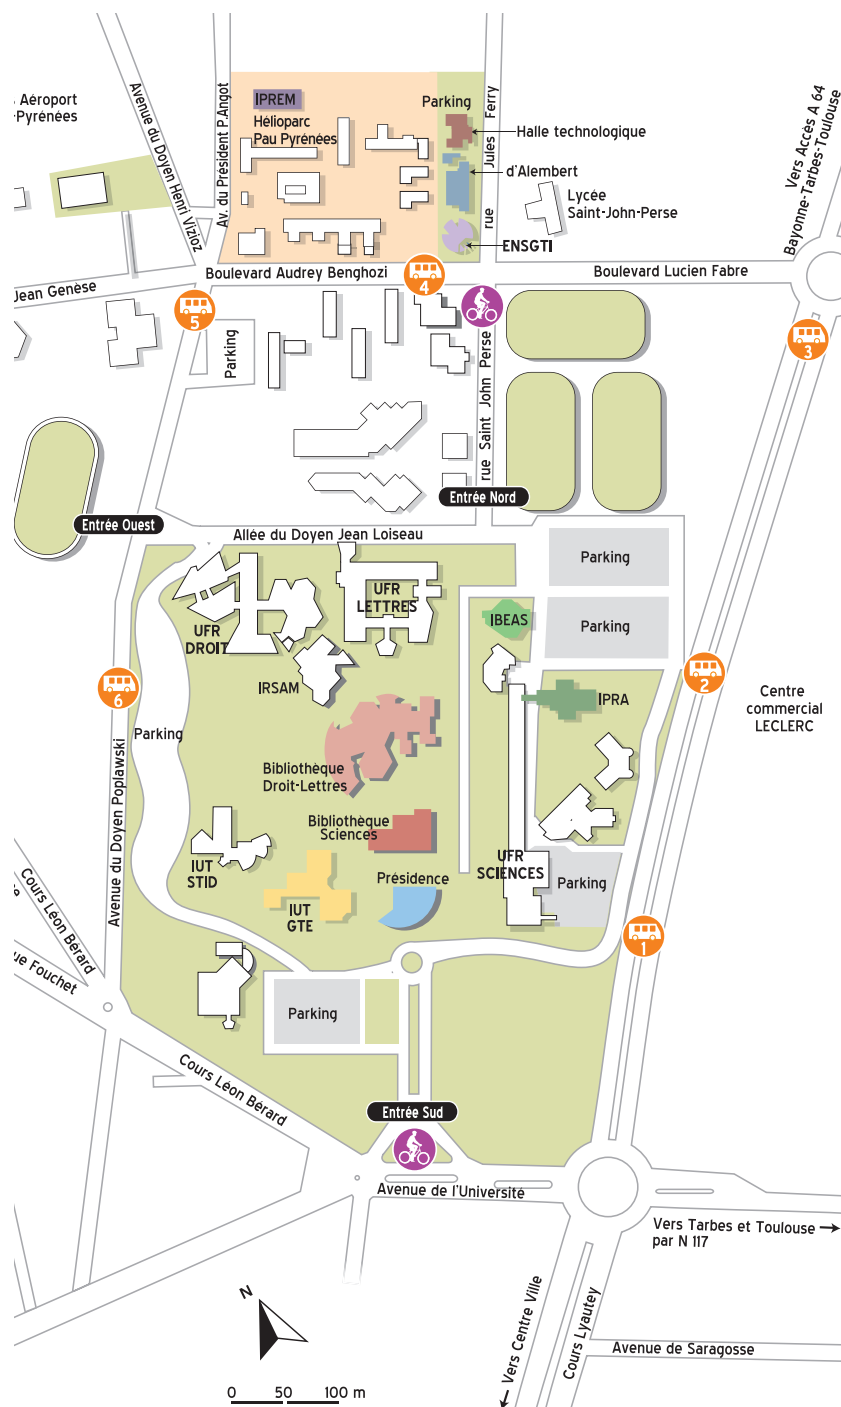 Aéroport
-Pyrénées
Avenue du Doyen Henri Vizioz
Av. du Président P.Angot
IPREM
Hélioparc
Pau Pyrénées
Parking
Halle technologique
d'Alembert
ENSGTI
rue Jules Ferry
Lycée
Saint-John-Perse
Vers Accès A 64
Bayonne-Tarbes-Toulouse
Boulevard Audrey Benghozi
Boulevard Lucien Fabre
Jean Genèse
4
5
3
Parking
rue Saint John Perse
Entrée Nord
Entrée Ouest
Allée du Doyen Jean Loiseau
Parking
Parking
UFR
LETTRES
UFR
DROIT
IBEAS
IRSAM
IPRA
6
2
Centre
commercial
LECLERC
Parking
Avenue du Doyen Poplawski
Bibliothèque
Droit-Lettres
Bibliothèque
Sciences
IUT
STID
UFR
SCIENCES
Présidence
Parking
IUT
GTE
1
Cours Léon Bérard
ue Fouchet
Parking
Cours Léon Bérard
Entrée Sud
Avenue de l'Université
Vers Tarbes et Toulouse
par N 117
N
Vers Centre Ville
Cours Lyautey
Avenue de Saragosse
0 50 100 m